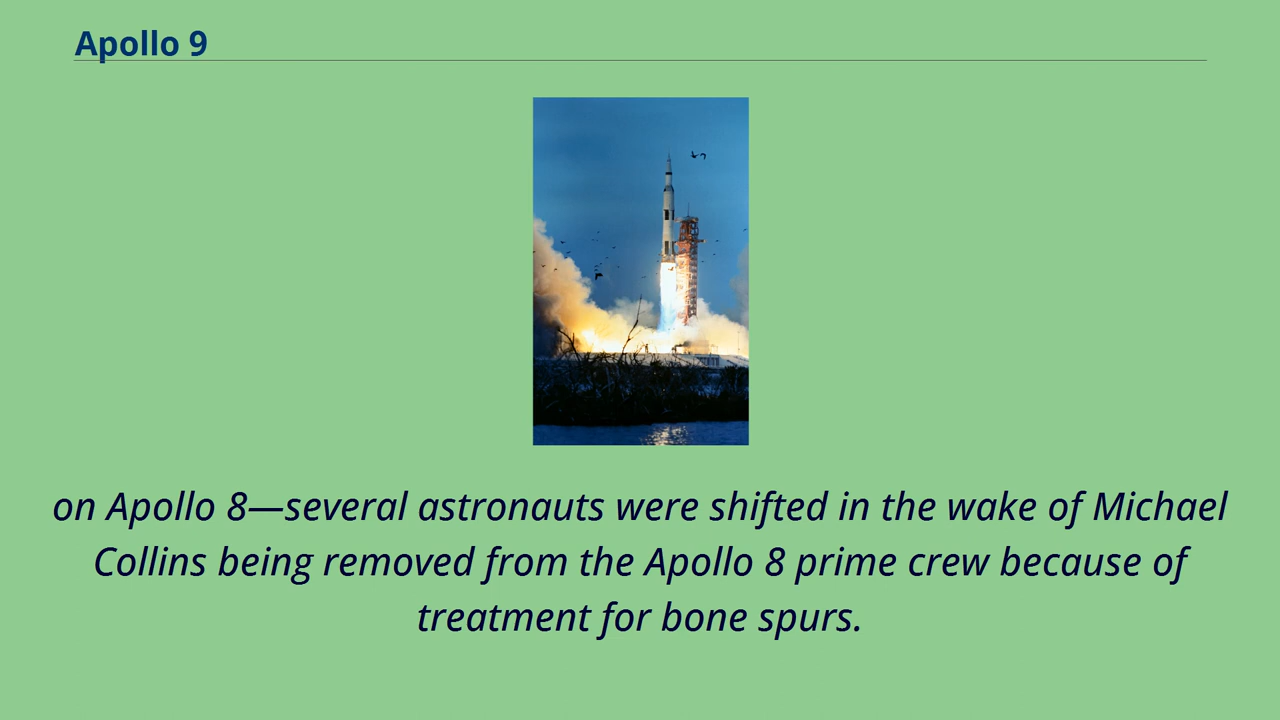 Apollo 9
on Apollo 8—several astronauts were shifted in the wake of Michael
Collins being removed from the Apollo 8 prime crew because of
treatment for bone spurs.